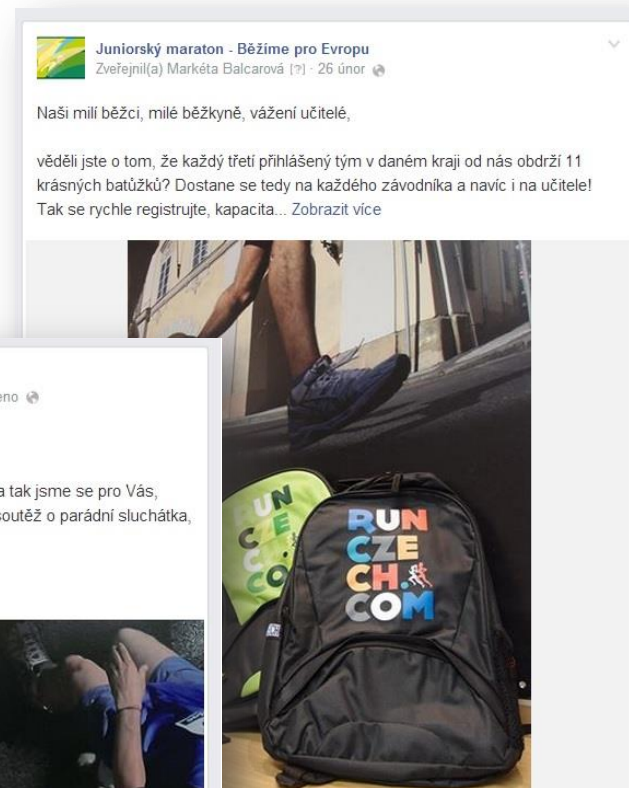 Juniorský maraton - Běžíme pro Evropu
Zveřejnil(a) Markéta Balcarová [?] · 26 únor
Naši milí běžci, milé běžkyně, vážení učitelé,
věděli jste o tom, že každý třetí přihlášený tým v daném kraji od nás obdrží 11
krásných batůžků? Dostane se tedy na každého závodníka a navíc i na učitele!
Tak se rychle registrujte, kapacita... Zobrazit více
a tak jsme se pro Vás,
soutěž o parádní sluchátka,
RUN
CZE
CH.
COM